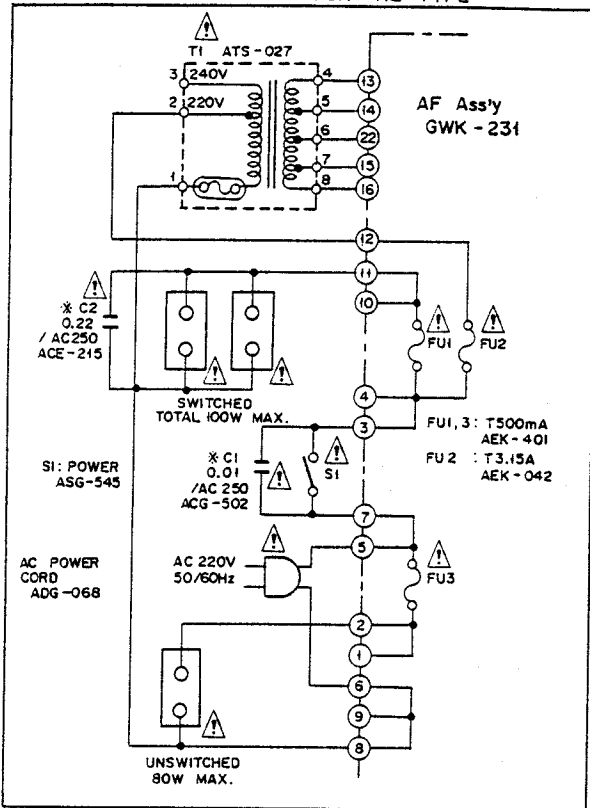 T1 ATS-027
3 240V
2 220V
1
4
5
6
7
8
13
14
22
15
16
AF Ass'y
GWK-231
12
11
10
※ C2
0.22
/ AC250
ACE-215
FU1
FU2
SWITCHED
TOTAL 100W MAX.
4
3
FU1, 3 : T500mA
AEK-401
FU2 : T3.15A
AEK-042
S1: POWER
ASG-545
※ C1
0.01
/AC 250
ACG-502
S1
7
5
AC POWER
CORD
ADG-068
AC 220V
50/60Hz
FU3
2
1
6
9
8
UNSWITCHED
80W MAX.